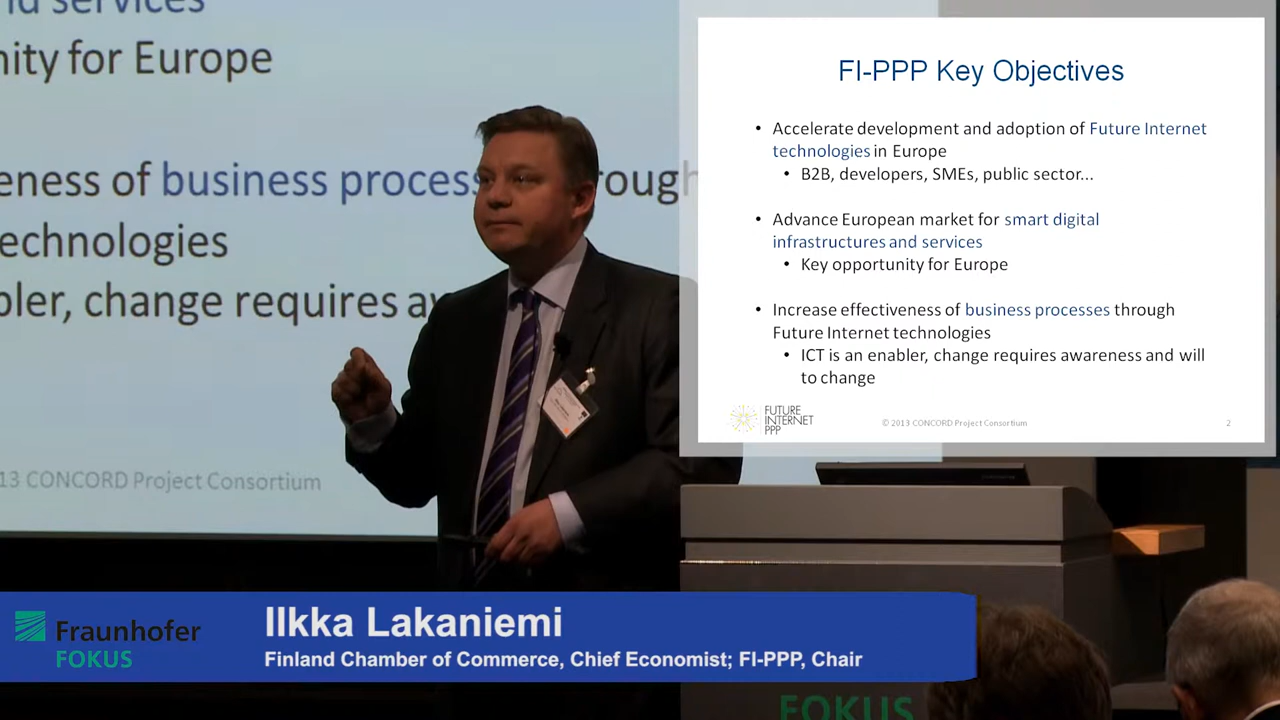 nd services
nity for Europe
eness of business process rough
echnologies
bler, change requires aw
13 CONCORD Project Consortium
FI-PPP Key Objectives
• Accelerate development and adoption of Future Internet
technologies in Europe
• B2B, developers, SMEs, public sector...
• Advance European market for smart digital
infrastructures and services
• Key opportunity for Europe
• Increase effectiveness of business processes through
Future Internet technologies
• ICT is an enabler, change requires awareness and will
to change
FUTURE
INTERNET
PPP
© 2013 CONCORD Project Consortium
2
Fraunhofer
FOKUS
Ilkka Lakaniemi
Finland Chamber of Commerce, Chief Economist; FI-PPP, Chair
FOKUS